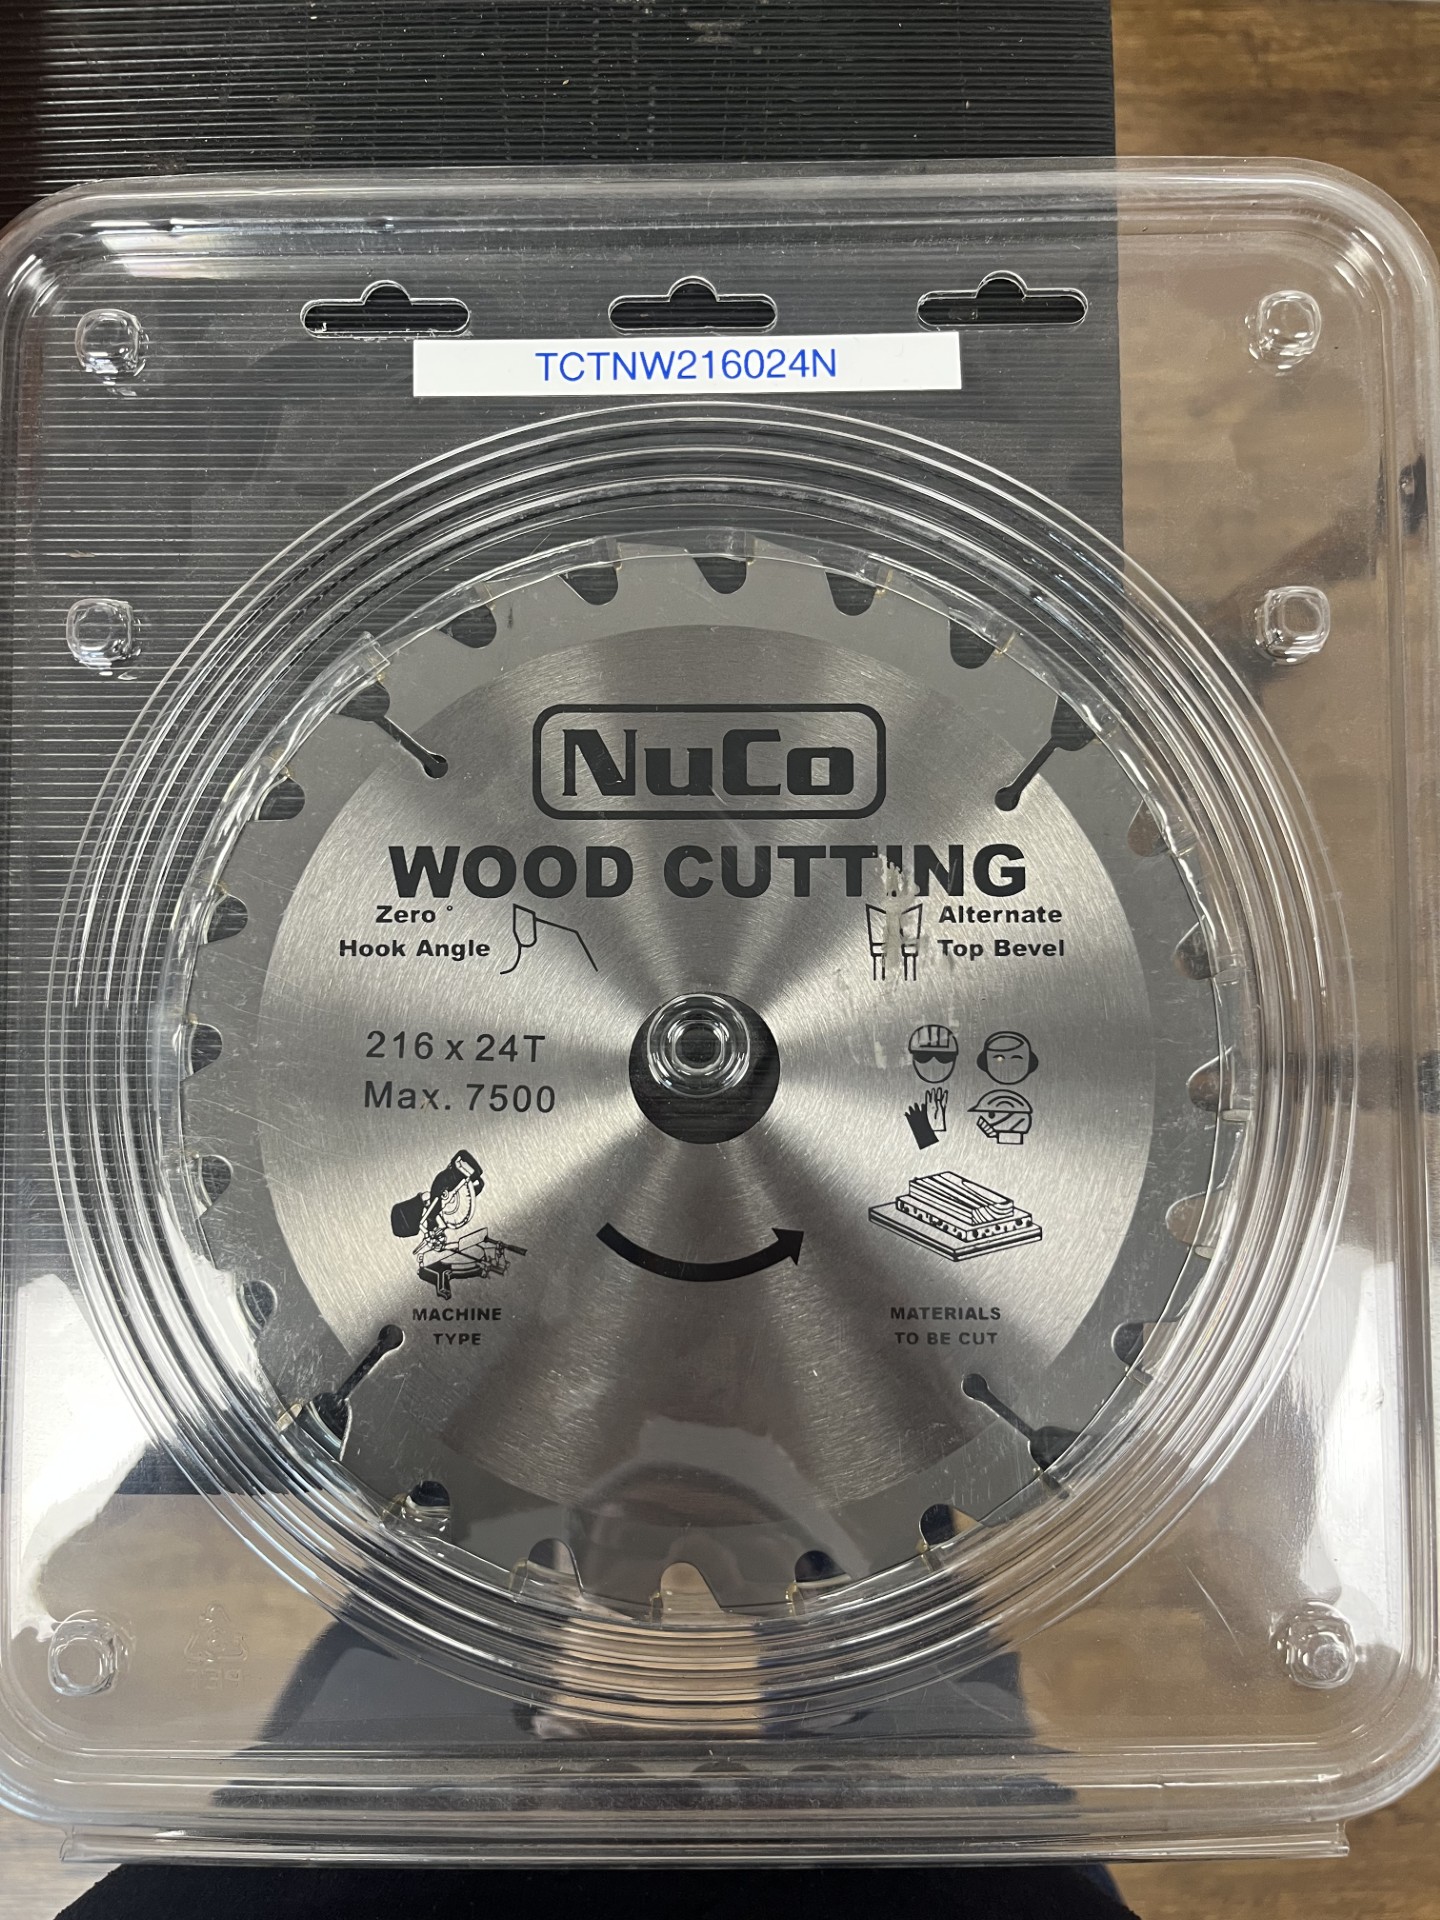 TCTNW216024N
NuCo
WOOD CUTTING
Zero °
Hook Angle
Alternate
Top Bevel
216 x 24T
Max. 7500
MACHINE
TYPE
MATERIALS
TO BE CUT